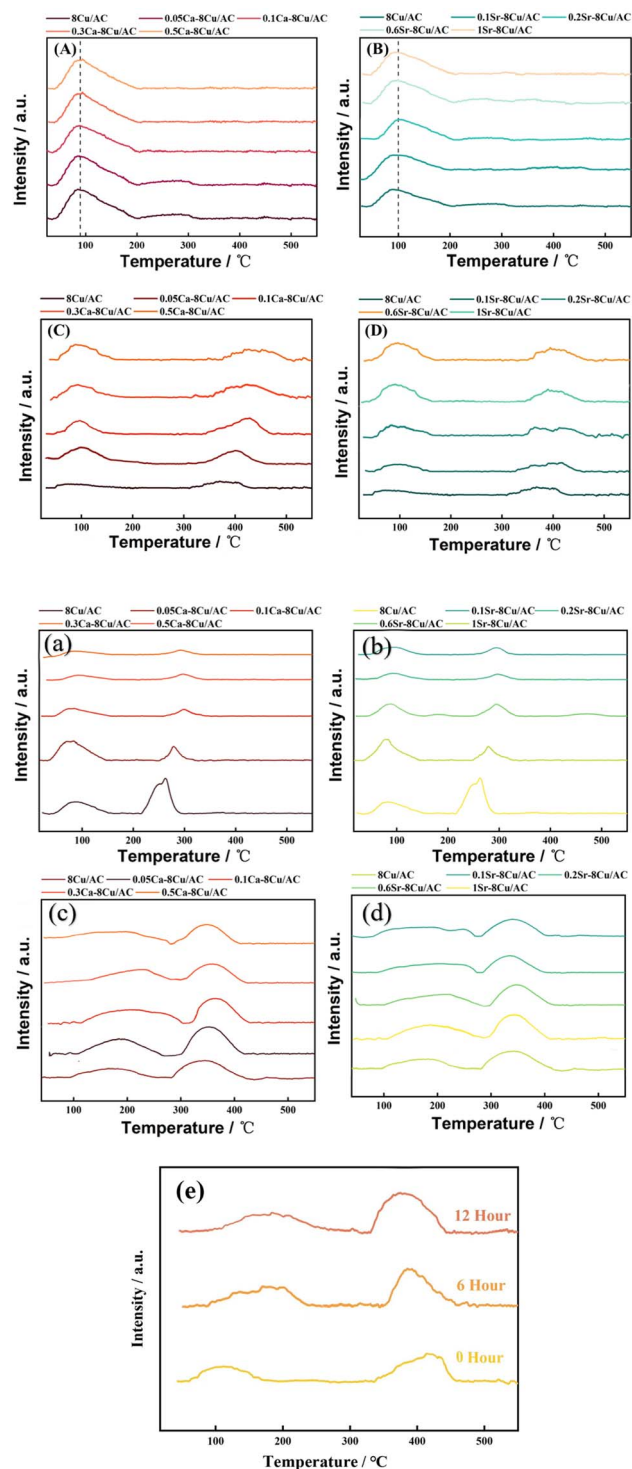 8Cu/AC 0.05Ca-8Cu/AC 0.1Ca-8Cu/AC
0.3Ca-8Cu/AC 0.5Ca-8Cu/AC
(A)
Intensity / a.u.
100 200 300 400 500
Temperature / ℃
8Cu/AC 0.1Sr-8Cu/AC 0.2Sr-8Cu/AC
0.6Sr-8Cu/AC 1Sr-8Cu/AC
(B)
Intensity / a.u.
100 200 300 400 500
Temperature / ℃
8Cu/AC 0.05Ca-8Cu/AC 0.1Ca-8Cu/AC
0.3Ca-8Cu/AC 0.5Ca-8Cu/AC
(C)
Intensity / a.u.
100 200 300 400 500
Temperature / ℃
8Cu/AC 0.1Sr-8Cu/AC 0.2Sr-8Cu/AC
0.6Sr-8Cu/AC 1Sr-8Cu/AC
(D)
Intensity / a.u.
100 200 300 400 500
Temperature / ℃
8Cu/AC 0.05Ca-8Cu/AC 0.1Ca-8Cu/AC
0.3Ca-8Cu/AC 0.5Ca-8Cu/AC
(a)
Intensity / a.u.
100 200 300 400 500
Temperature / ℃
8Cu/AC 0.1Sr-8Cu/AC 0.2Sr-8Cu/AC
0.6Sr-8Cu/AC 1Sr-8Cu/AC
(b)
Intensity / a.u.
100 200 300 400 500
Temperature / ℃
8Cu/AC 0.05Ca-8Cu/AC 0.1Ca-8Cu/AC
0.3Ca-8Cu/AC 0.5Ca-8Cu/AC
(c)
Intensity / a.u.
100 200 300 400 500
Temperature / ℃
8Cu/AC 0.1Sr-8Cu/AC 0.2Sr-8Cu/AC
0.6Sr-8Cu/AC 1Sr-8Cu/AC
(d)
Intensity / a.u.
100 200 300 400 500
Temperature / ℃
(e)
12 Hour
6 Hour
0 Hour
Intensity / a.u.
100 200 300 400 500
Temperature / °C